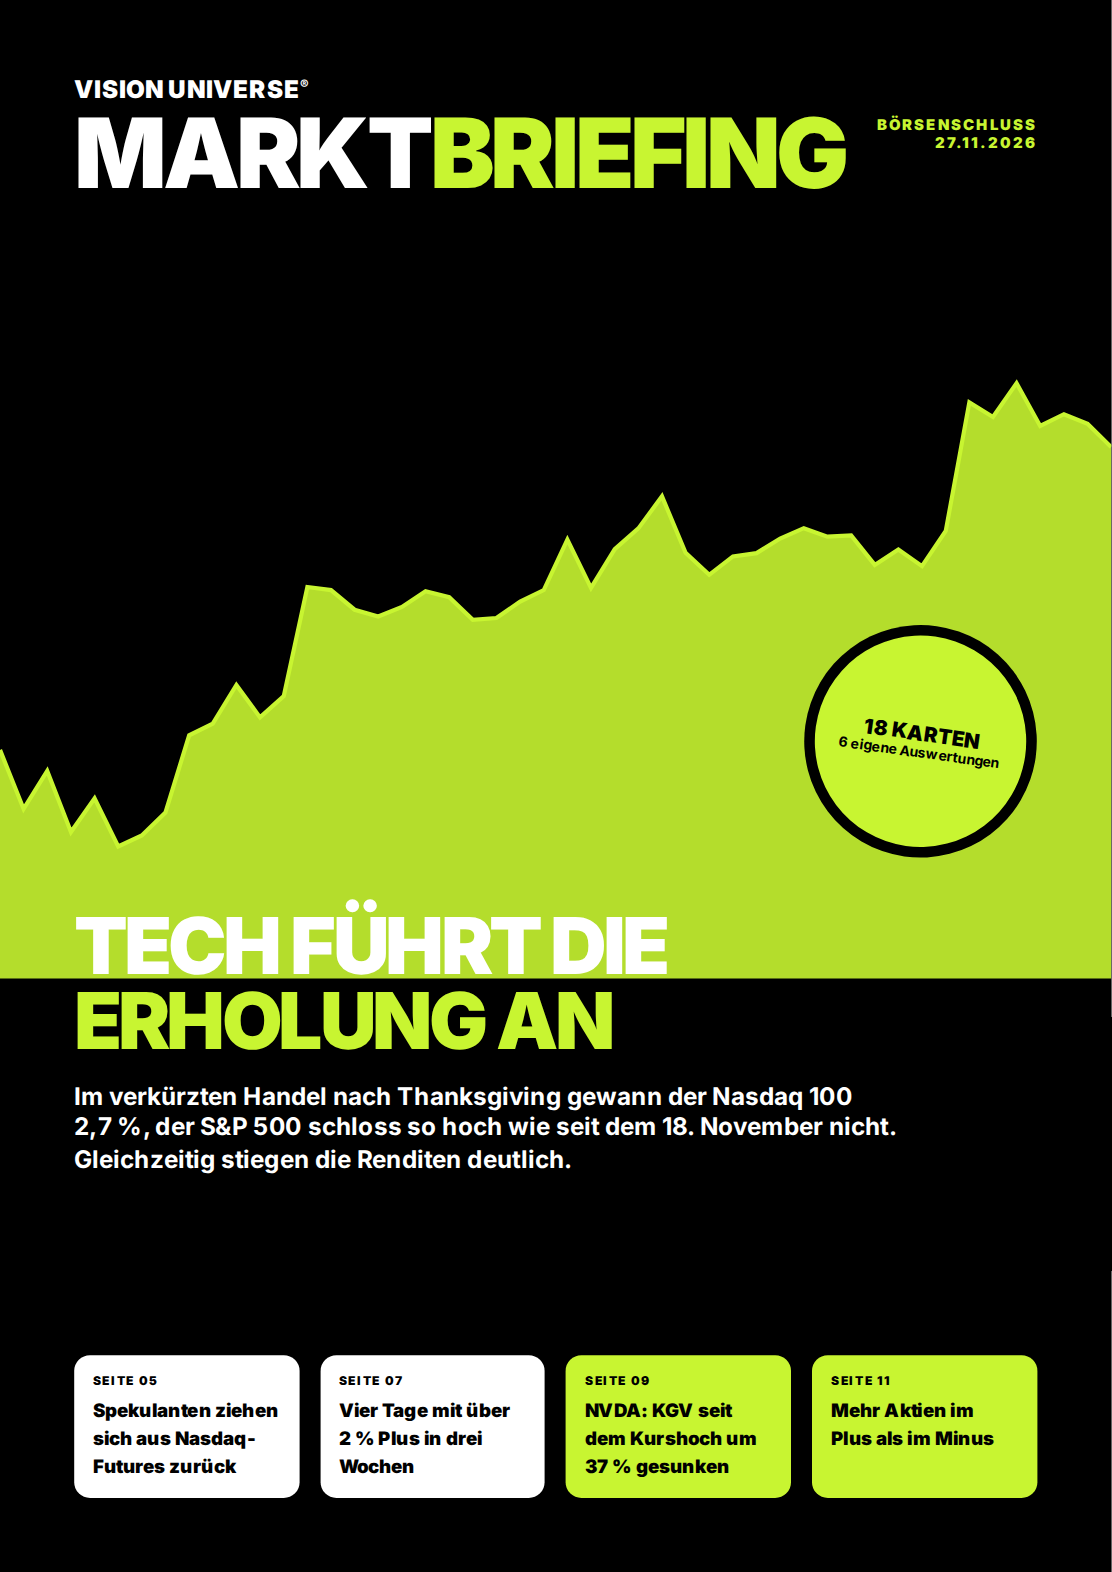 VISION UNIVERSE®
MARKTBRIEFING
BÖRSENSCHLUSS
27.11.2026
18 KARTEN
6 eigene Auswertungen
TECH FÜHRT DIE
ERHOLUNG AN
Im verkürzten Handel nach Thanksgiving gewann der Nasdaq 100
2,7 %, der S&P 500 schloss so hoch wie seit dem 18. November nicht.
Gleichzeitig stiegen die Renditen deutlich.
SEITE 05
Spekulanten ziehen
sich aus Nasdaq-
Futures zurück
SEITE 07
Vier Tage mit über
2 % Plus in drei
Wochen
SEITE 09
NVDA: KGV seit
dem Kurshoch um
37 % gesunken
SEITE 11
Mehr Aktien im
Plus als im Minus